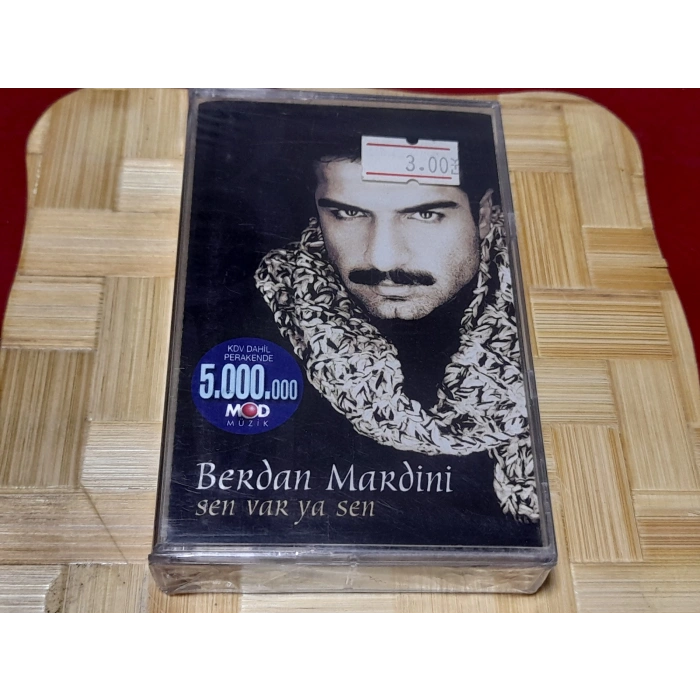 3.00
KDV DAHİL
PERAKENDE
5.000.000
MOD
MÜZİK
Berdan Mardini
sen var ya sen